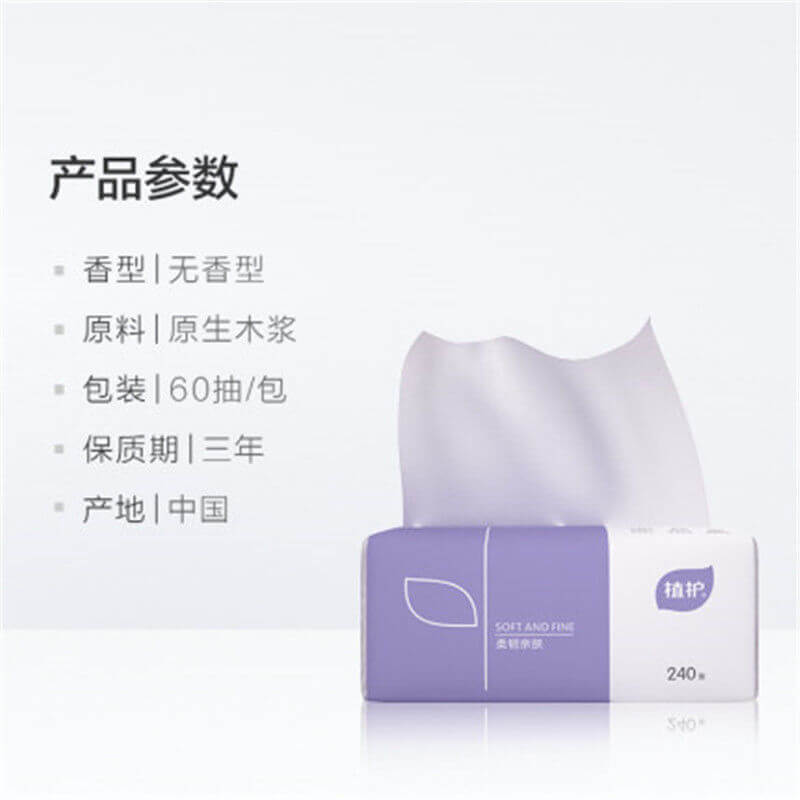 产品参数
香型|无香型
原料|原生木浆
包装|60抽/包
保质期|三年
产地|中国
植护
SOFT AND FINE
柔韧亲肤
240